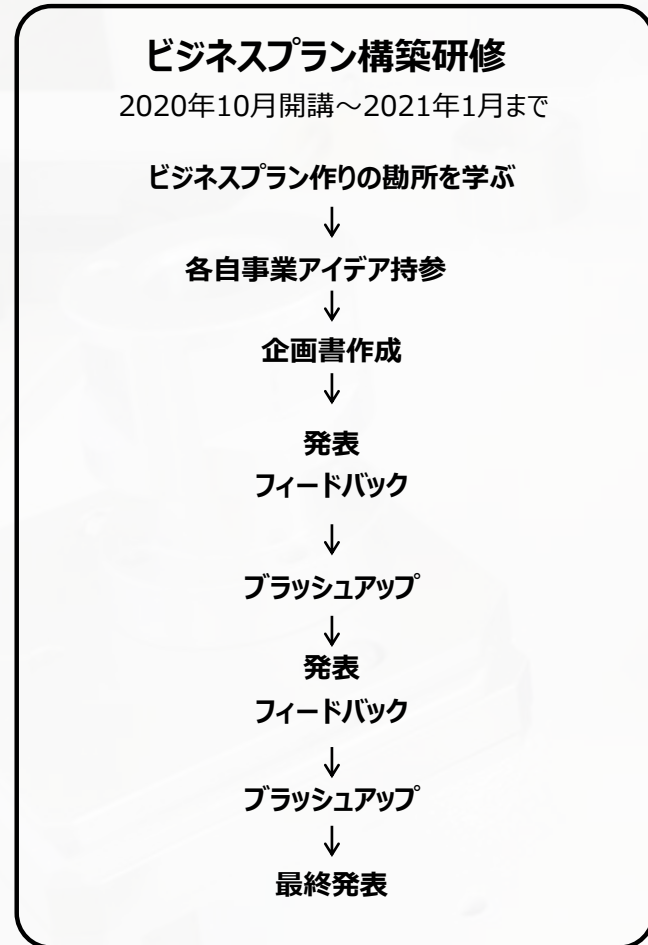 ビジネスプラン構築研修
2020年10月開講～2021年1月まで
ビジネスプラン作りの勘所を学ぶ
↓
各自事業アイデア持参
↓
企画書作成
↓
発表
フィードバック
↓
ブラッシュアップ
↓
発表
フィードバック
↓
ブラッシュアップ
↓
最終発表